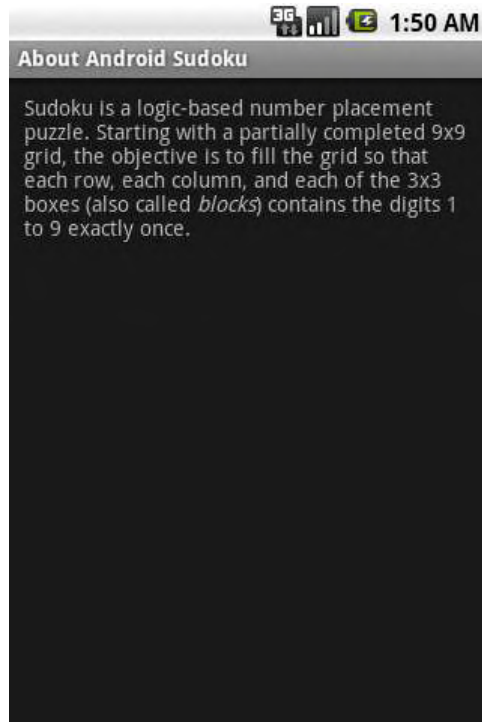 3G 1:50 AM
About Android Sudoku
Sudoku is a logic-based number placement
puzzle. Starting with a partially completed 9x9
grid, the objective is to fill the grid so that
each row, each column, and each of the 3x3
boxes (also called blocks) contains the digits 1
to 9 exactly once.